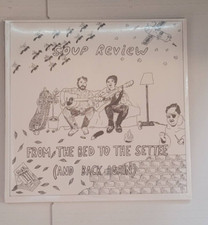 SOUP REVIEW
FROM THE BED TO THE SETTEE
(AND BACK AGAIN)